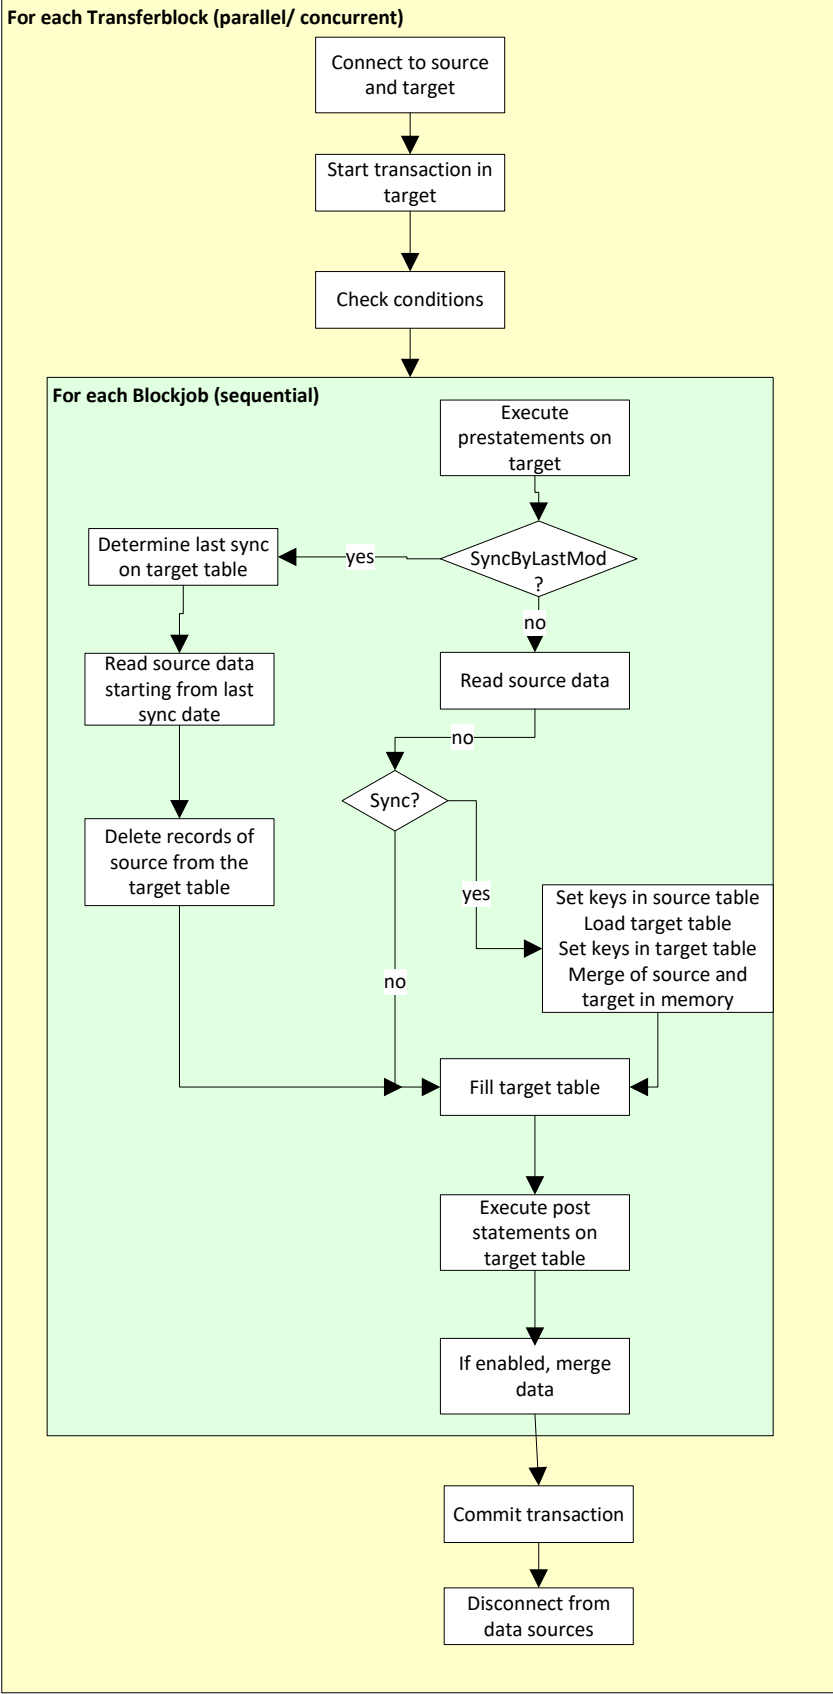 For each Transferblock (parallel/ concurrent)
Connect to source
and target
Start transaction in
target
Check conditions
For each Blockjob (sequential)
Execute
prestatements on
target
SyncByLastMod
?
yes
Determine last sync
on target table
no
Read source data
starting from last
sync date
Read source data
no
Sync?
Delete records of
source from the
target table
yes
Set keys in source table
Load target table
Set keys in target table
Merge of source and
target in memory
no
Fill target table
Execute post
statements on
target table
If enabled, merge
data
Commit transaction
Disconnect from
data sources